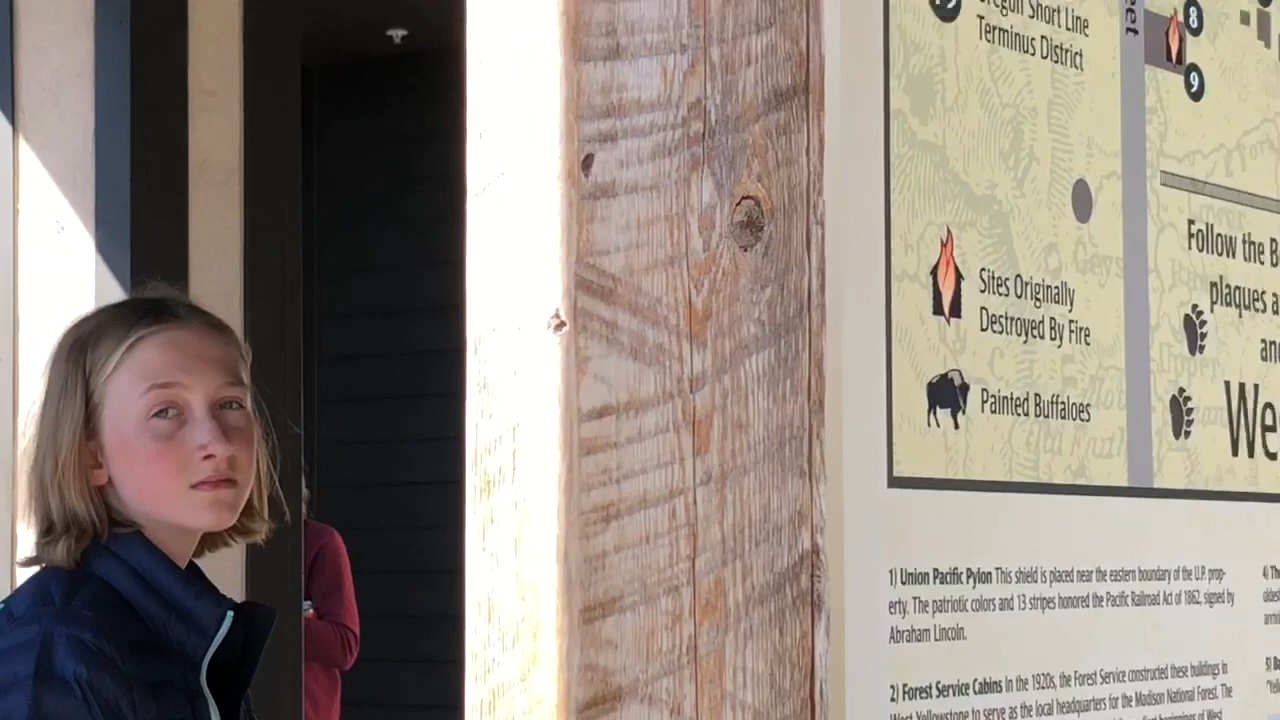 Oregon Short Line
Terminus District
8
9
Sites Originally
Destroyed By Fire
Painted Buffaloes
Follow the
plaques
We
1) Union Pacific Pylon This shield is placed near the eastern boundary of the U.P. prop-
erty. The patriotic colors and 13 stripes honored the Pacific Railroad Act of 1862, signed by
Abraham Lincoln.
2) Forest Service Cabins In the 1920s, the Forest Service constructed these buildings in
West Yellowstone to serve as the local headquarters for the Madison National Forest. The
4) The
5)